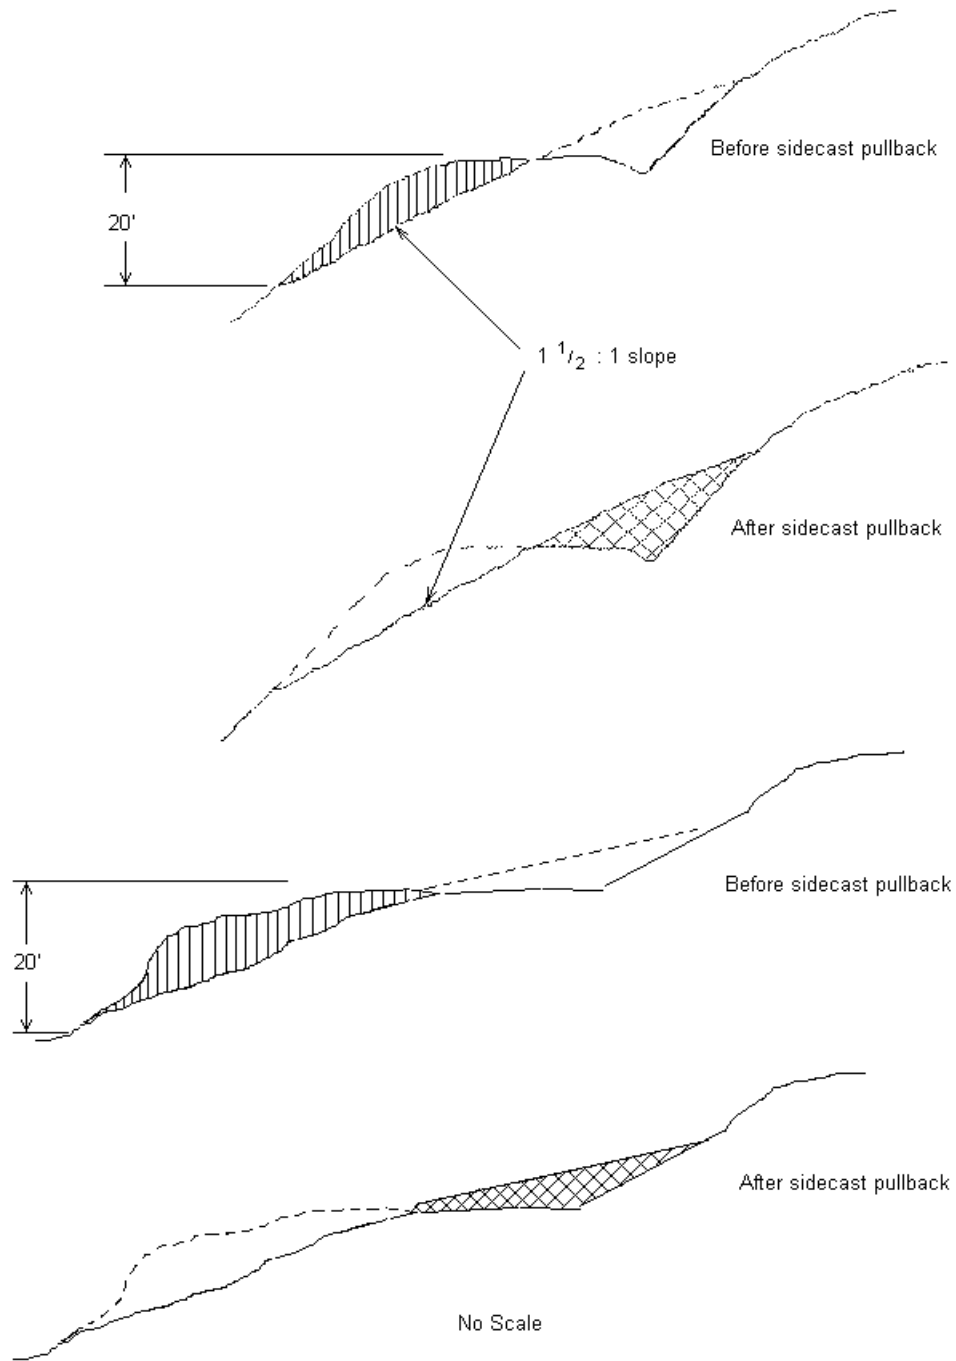 Before sidecast pullback
20'
1 1/2 : 1 slope
After sidecast pullback
Before sidecast pullback
20'
After sidecast pullback
No Scale